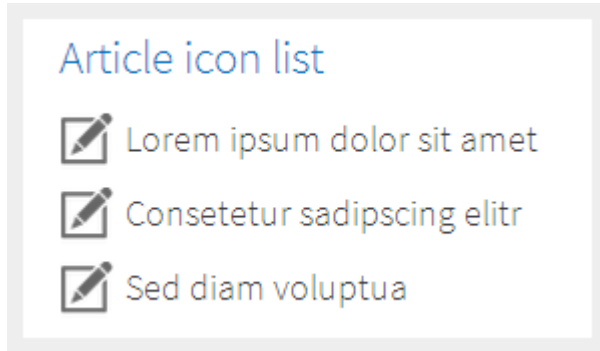 Article icon list
Lorem ipsum dolor sit amet
Consetetur sadipscing elitr
Sed diam voluptua